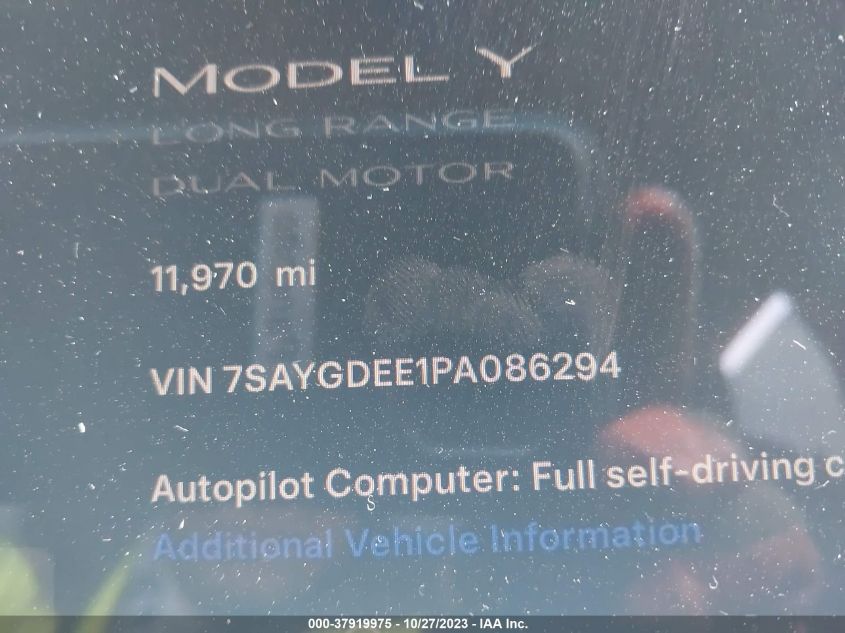 MODEL Y
LONG RANGE
DUAL MOTOR
11,970 mi
VIN 7SAYGDEE1PA086294
Autopilot Computer: Full self-driving c
Additional Vehicle Information
000-37919975 - 10/27/2023 - IAA Inc.